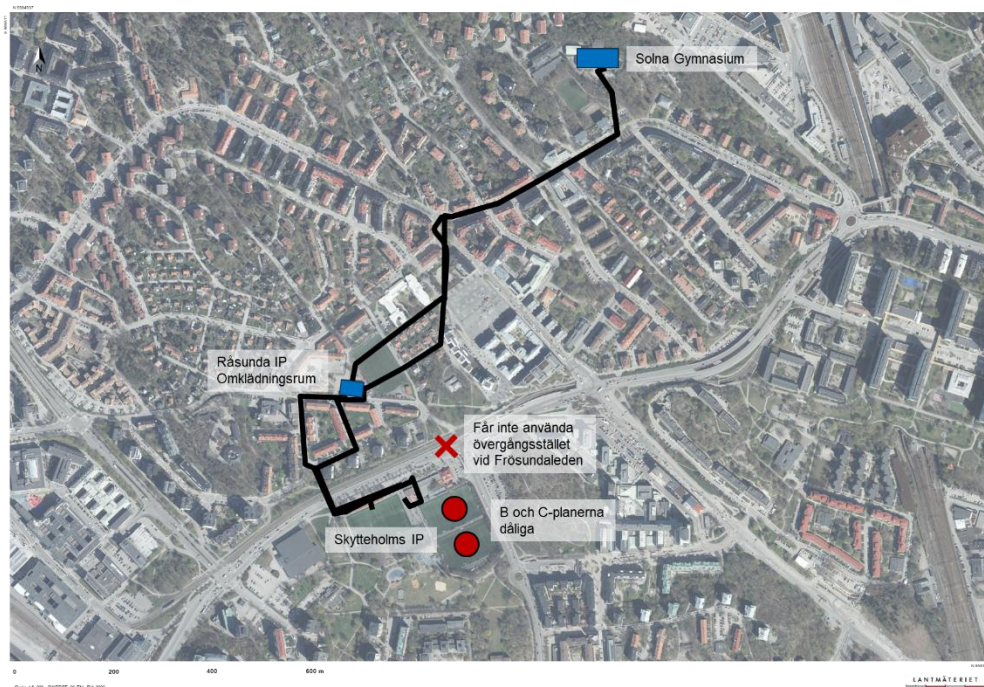 N
Solna Gymnasium
Råsunda IP
Omklädningsrum
Får inte använda
övergångsstället
vid Frösundaleden
B och C-planerna
dåliga
Skytteholms IP
0
200
400
600 m
LANTMÄTERIET